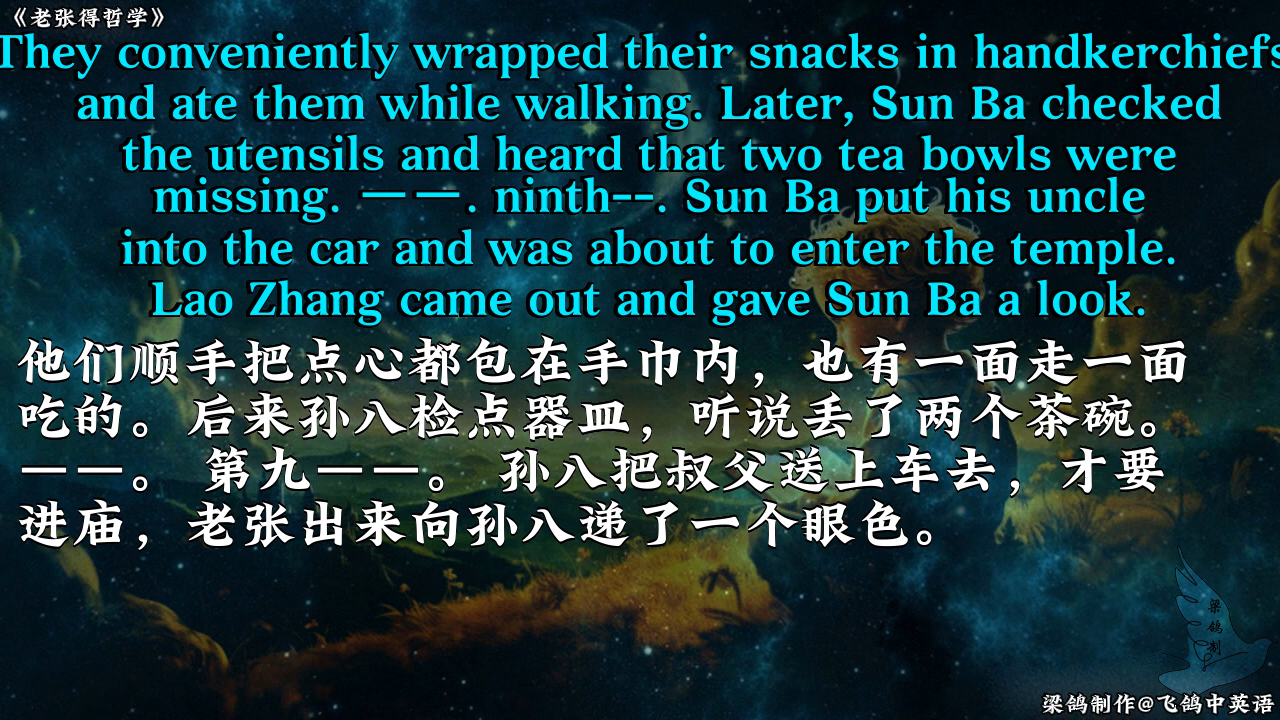 《老张得哲学》
They conveniently wrapped their snacks in handkerchiefs
and ate them while walking. Later, Sun Ba checked
the utensils and heard that two tea bowls were
missing. ——. ninth--. Sun Ba put his uncle
into the car and was about to enter the temple.
Lao Zhang came out and gave Sun Ba a look.
他们顺手把点心都包在手巾内，也有一面走一面
吃的。后来孙八检点器皿，听说丢了两个茶碗。
——。 第九——。 孙八把叔父送上车去，才要
进庙，老张出来向孙八递了一个眼色。
梁鸽制
梁鸽制作@飞鸽中英语